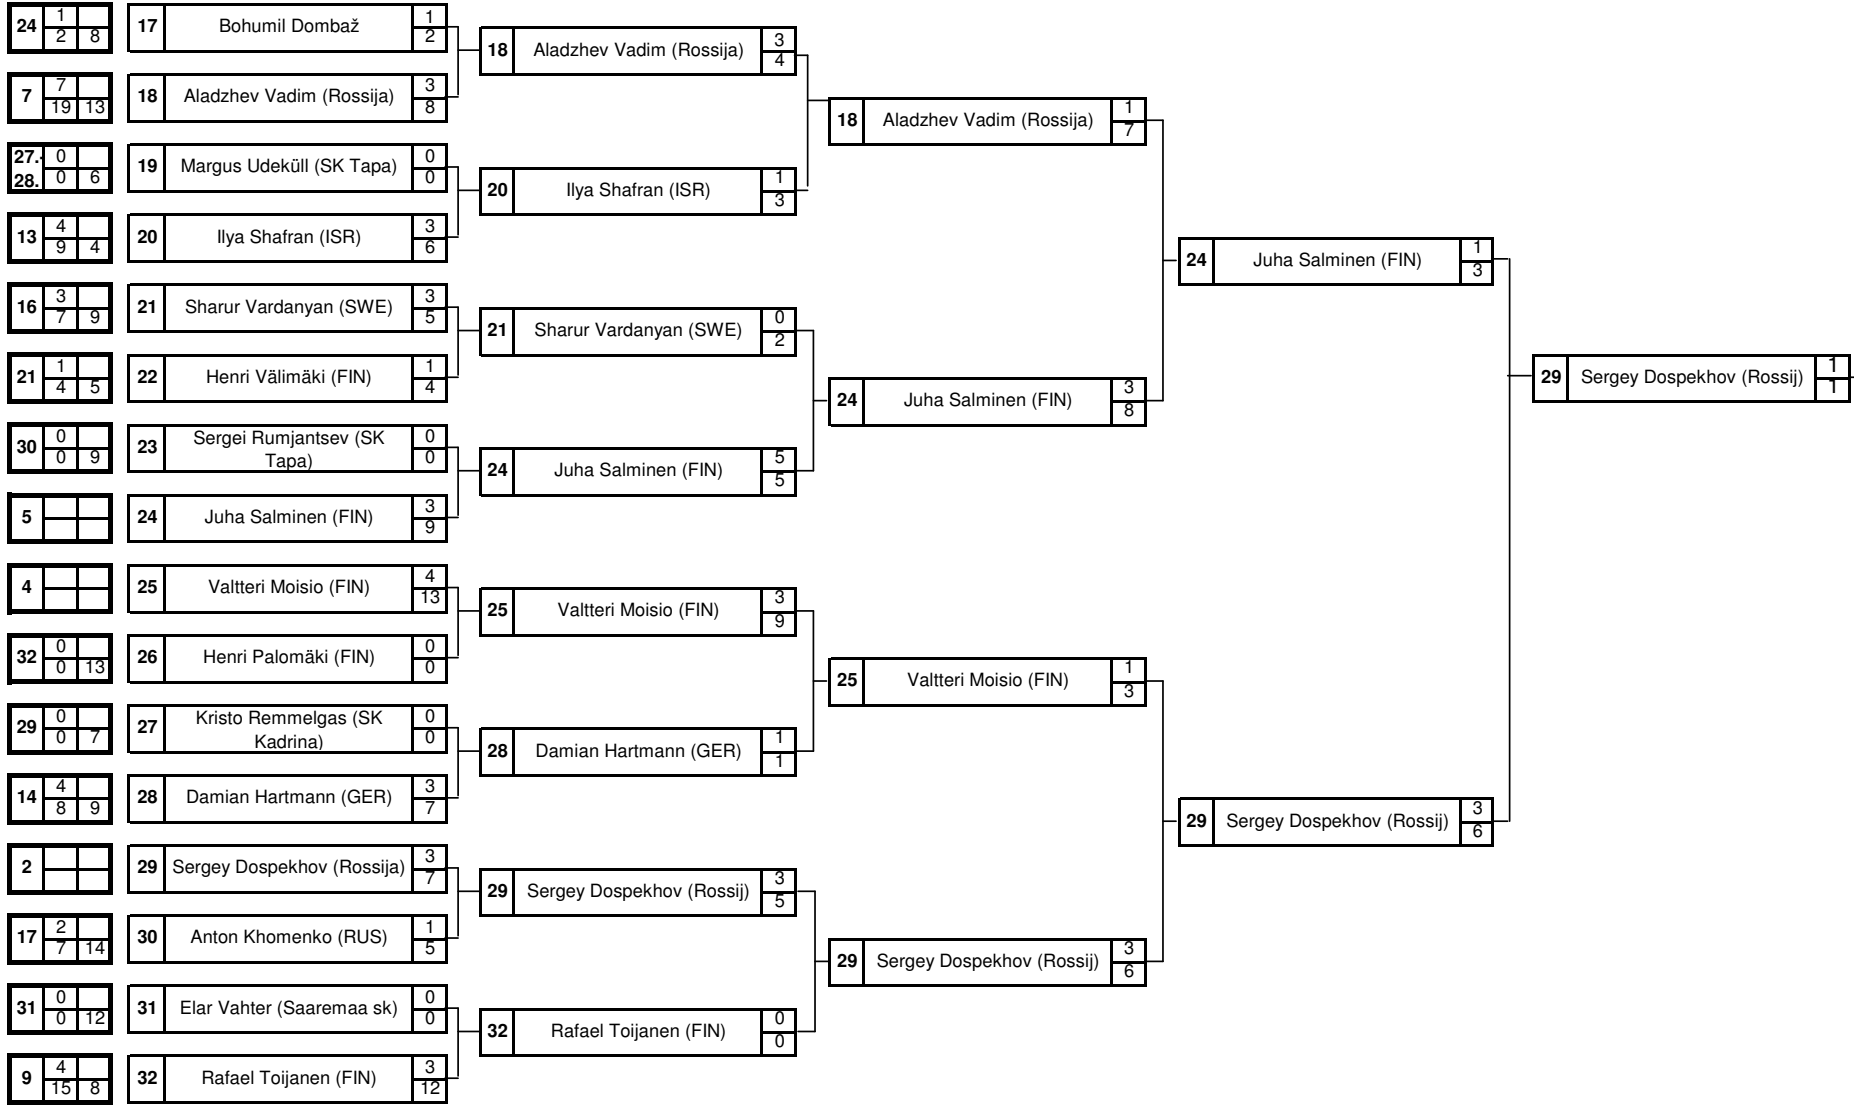 24 1 2 8 17 Bohumil Dombaž 1 2
18 Aladzhev Vadim (Rossija) 3 4
7 7 19 13 18 Aladzhev Vadim (Rossija) 3 8
18 Aladzhev Vadim (Rossija) 1 7
27.- 28. 0 0 6 19 Margus Udeküll (SK Tapa) 0 0
20 Ilya Shafran (ISR) 1 3
13 4 9 4 20 Ilya Shafran (ISR) 3 6
24 Juha Salminen (FIN) 1 3
16 3 7 9 21 Sharur Vardanyan (SWE) 3 5
21 Sharur Vardanyan (SWE) 0 2
21 1 4 5 22 Henri Välimäki (FIN) 1 4
29 Sergey Dospekhov (Rossij) 1 1
24 Juha Salminen (FIN) 3 8
30 0 0 9 23 Sergei Rumjantsev (SK
Tapa) 0 0
24 Juha Salminen (FIN) 5 5
5 24 Juha Salminen (FIN) 3 9
4 25 Valtteri Moisio (FIN) 4 13
25 Valtteri Moisio (FIN) 3 9
32 0 0 13 26 Henri Palomäki (FIN) 0 0
25 Valtteri Moisio (FIN) 1 3
29 0 0 7 27 Kristo Remmelgas (SK
Kadrina) 0 0
28 Damian Hartmann (GER) 1 1
14 4 8 9 28 Damian Hartmann (GER) 3 7
29 Sergey Dospekhov (Rossij) 3 6
2 29 Sergey Dospekhov (Rossija) 3 7
29 Sergey Dospekhov (Rossij) 3 5
17 2 7 14 30 Anton Khomenko (RUS) 1 5
29 Sergey Dospekhov (Rossij) 3 6
31 0 0 12 31 Elar Vahter (Saaremaa sk) 0 0
32 Rafael Toijanen (FIN) 0 0
9 4 15 8 32 Rafael Toijanen (FIN) 3 12